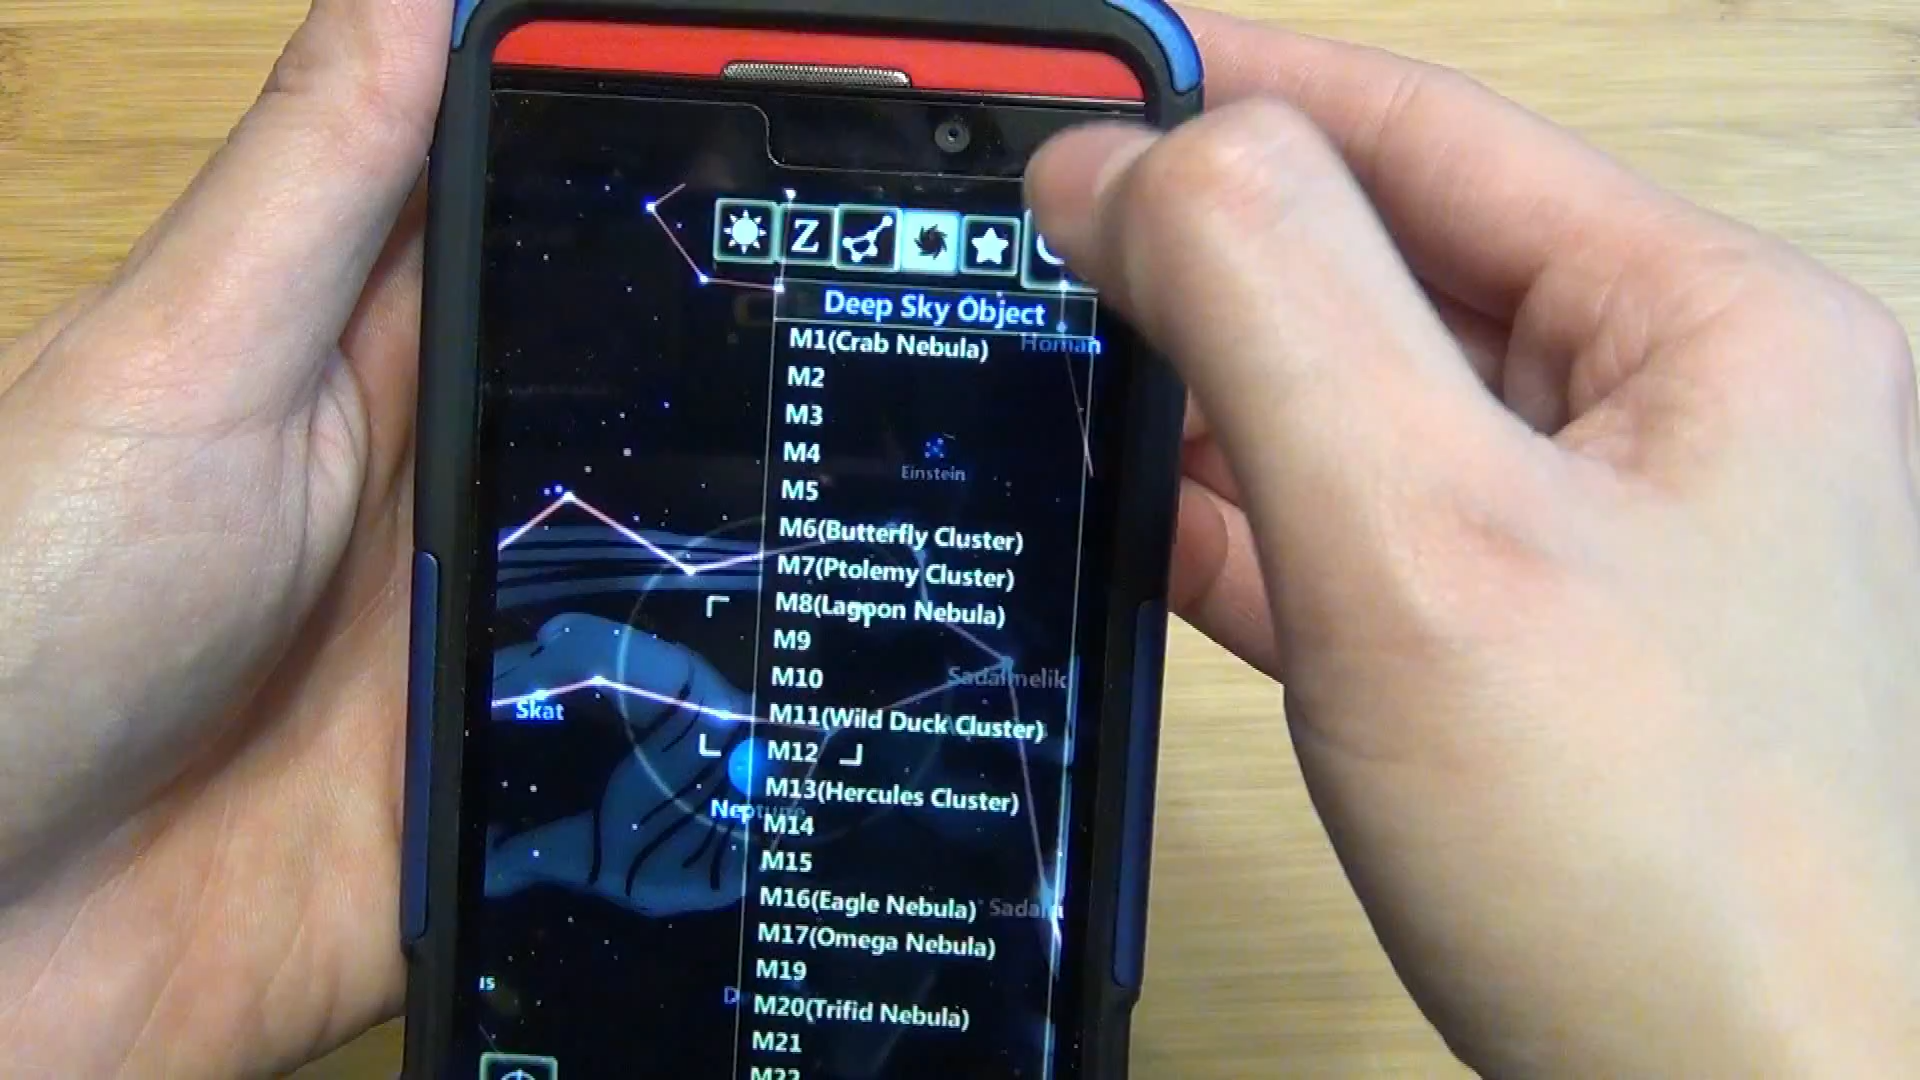 Z
Deep Sky Object
M1(Crab Nebula)
Homan
M2
M3
M4
Einstein
M5
M6(Butterfly Cluster)
M7(Ptolemy Cluster)
M8(Lagoon Nebula)
M9
M10
Sadalmelik
Skat
M11(Wild Duck Cluster)
M12
M13(Hercules Cluster)
Neptune
M14
M15
M16(Eagle Nebula)
M17(Omega Nebula)
M19
M20(Trifid Nebula)
M21
M22